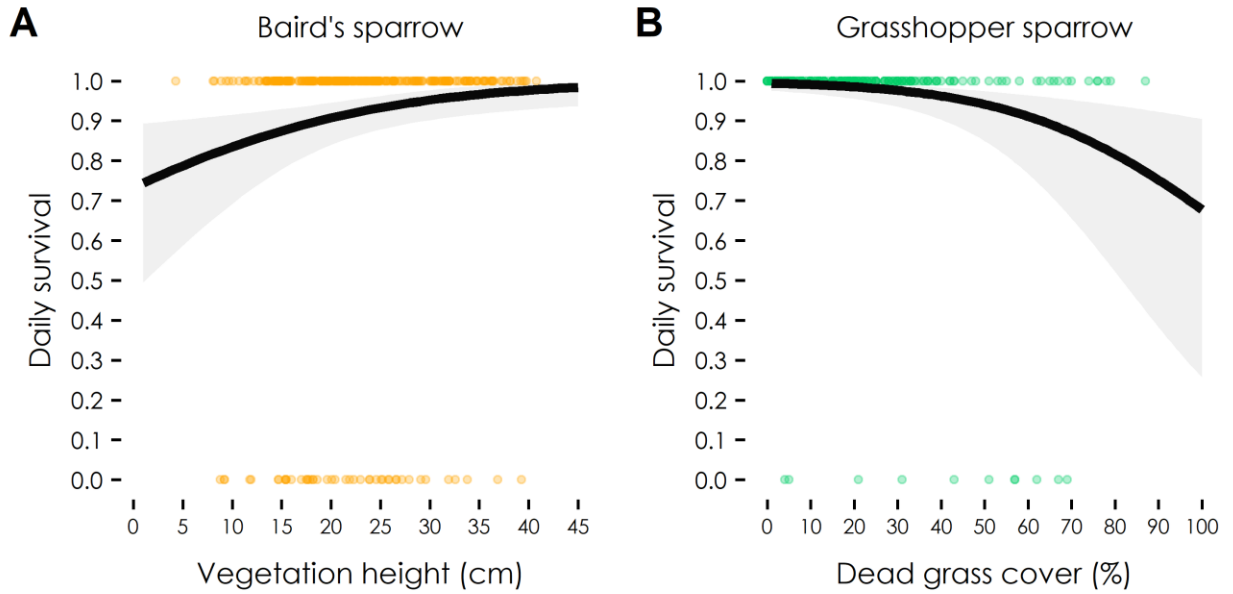 A
Baird's sparrow
Daily survival
1.0
0.9
0.8
0.7
0.6
0.5
0.4
0.3
0.2
0.1
0.0
0 5 10 15 20 25 30 35 40 45
Vegetation height (cm)
B
Grasshopper sparrow
Daily survival
1.0
0.9
0.8
0.7
0.6
0.5
0.4
0.3
0.2
0.1
0.0
0 10 20 30 40 50 60 70 80 90 100
Dead grass cover (%)